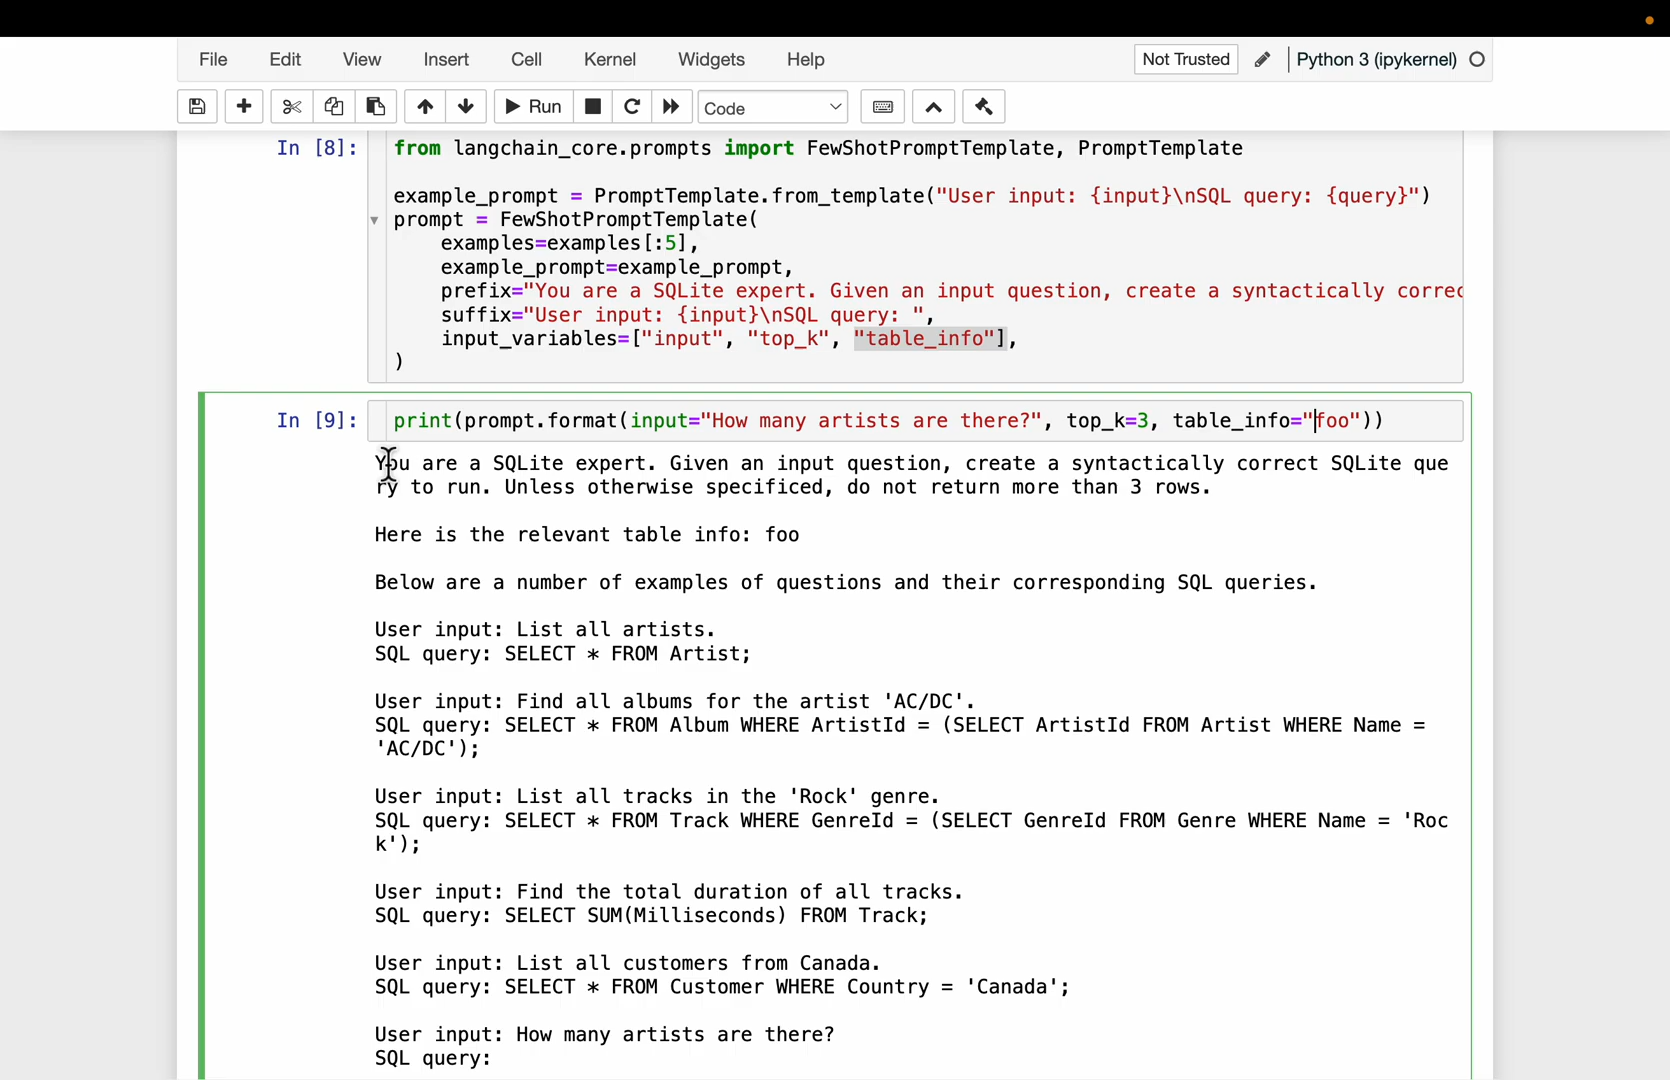 File Edit View Insert Cell Kernel Widgets Help Not Trusted Python 3 (ipykernel)
Run Code
In [8]: from langchain_core.prompts import FewShotPromptTemplate, PromptTemplate
example_prompt = PromptTemplate.from_template("User input: {input}\nSQL query: {query}")
prompt = FewShotPromptTemplate(
examples=examples[:5],
example_prompt=example_prompt,
prefix="You are a SQLite expert. Given an input question, create a syntactically correc
suffix="User input: {input}\nSQL query: ",
input_variables=["input", "top_k", "table_info"],
)
In [9]: print(prompt.format(input="How many artists are there?", top_k=3, table_info="foo"))
You are a SQLite expert. Given an input question, create a syntactically correct SQLite que
ry to run. Unless otherwise specificed, do not return more than 3 rows.
Here is the relevant table info: foo
Below are a number of examples of questions and their corresponding SQL queries.
User input: List all artists.
SQL query: SELECT * FROM Artist;
User input: Find all albums for the artist 'AC/DC'.
SQL query: SELECT * FROM Album WHERE ArtistId = (SELECT ArtistId FROM Artist WHERE Name =
'AC/DC');
User input: List all tracks in the 'Rock' genre.
SQL query: SELECT * FROM Track WHERE GenreId = (SELECT GenreId FROM Genre WHERE Name = 'Roc
k');
User input: Find the total duration of all tracks.
SQL query: SELECT SUM(Milliseconds) FROM Track;
User input: List all customers from Canada.
SQL query: SELECT * FROM Customer WHERE Country = 'Canada';
User input: How many artists are there?
SQL query: